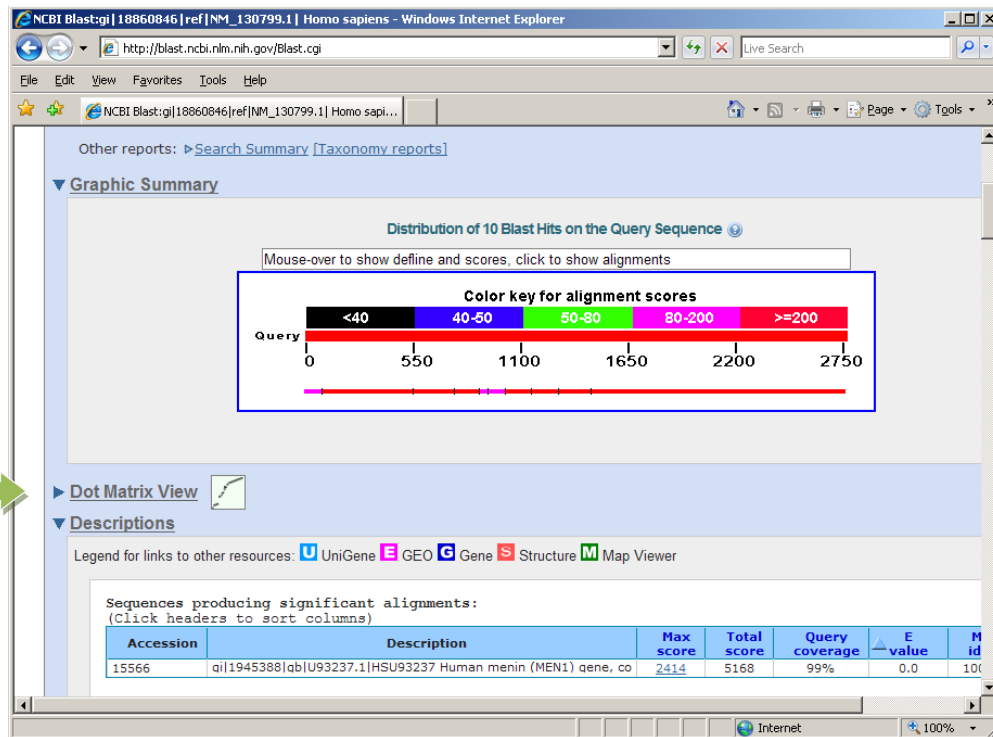 NCBI Blast:gi|18860846|ref|NM_130799.1| Homo sapiens - Windows Internet Explorer
http://blast.ncbi.nlm.nih.gov/Blast.cgi
Live Search
File Edit View Favorites Tools Help
NCBI Blast:gi|18860846|ref|NM_130799.1| Homo sapi...
Page Tools »
Other reports: Search Summary [Taxonomy reports]
Graphic Summary
Distribution of 10 Blast Hits on the Query Sequence
Mouse-over to show defline and scores, click to show alignments
Color key for alignment scores
<40 40-50 50-80 80-200 >=200
Query
0 550 1100 1650 2200 2750
Dot Matrix View
Descriptions
Legend for links to other resources: U UniGene E GEO G Gene S Structure M Map Viewer
Sequences producing significant alignments:
(Click headers to sort columns)
Accession Description Max score Total score Query coverage E value M id
15566 gi|1945388|gb|U93237.1|HSU93237 Human menin (MEN1) gene, co 2414 5168 99% 0.0 100
Internet 100%